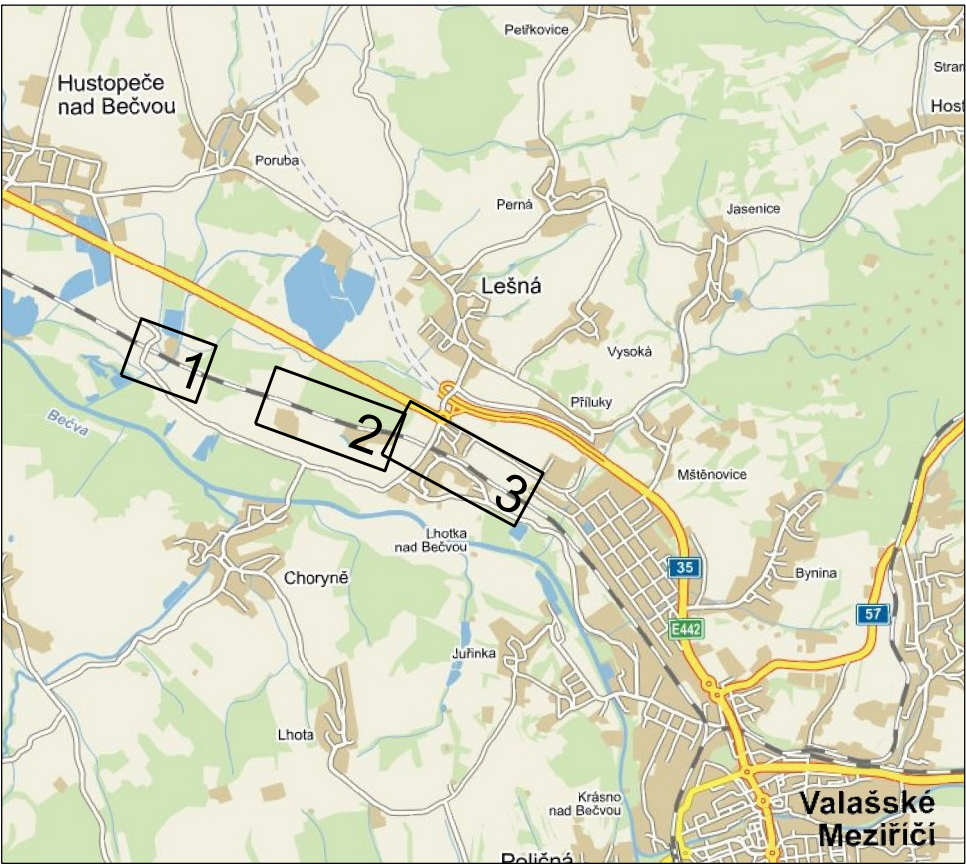 Petřkovice
Hustopeče
nad Bečvou
Poruba
Perná
Jasenice
Lešná
Vysoká
1
Příluky
Bečva
2
Mštěnovice
3
Lhotka
nad Bečvou
35
Choryně
Bynina
57
E442
Juřinka
Lhota
Krásno
nad Bečvou
Valašské
Meziříčí
Poličná
Stran
Host